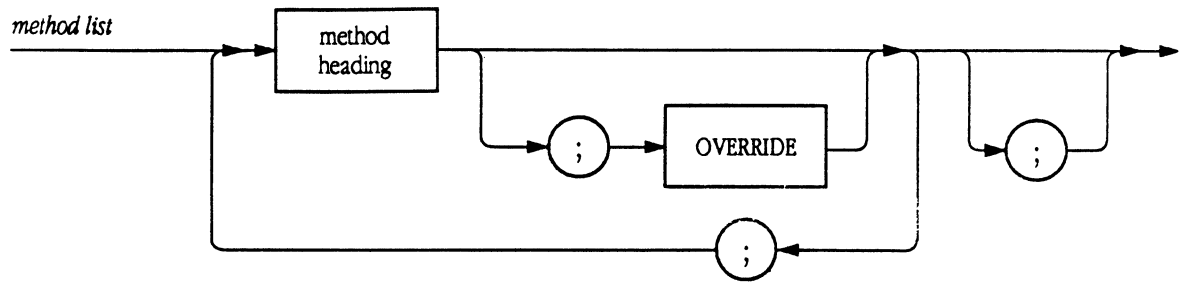 method list
method
heading
;
OVERRIDE
;
;